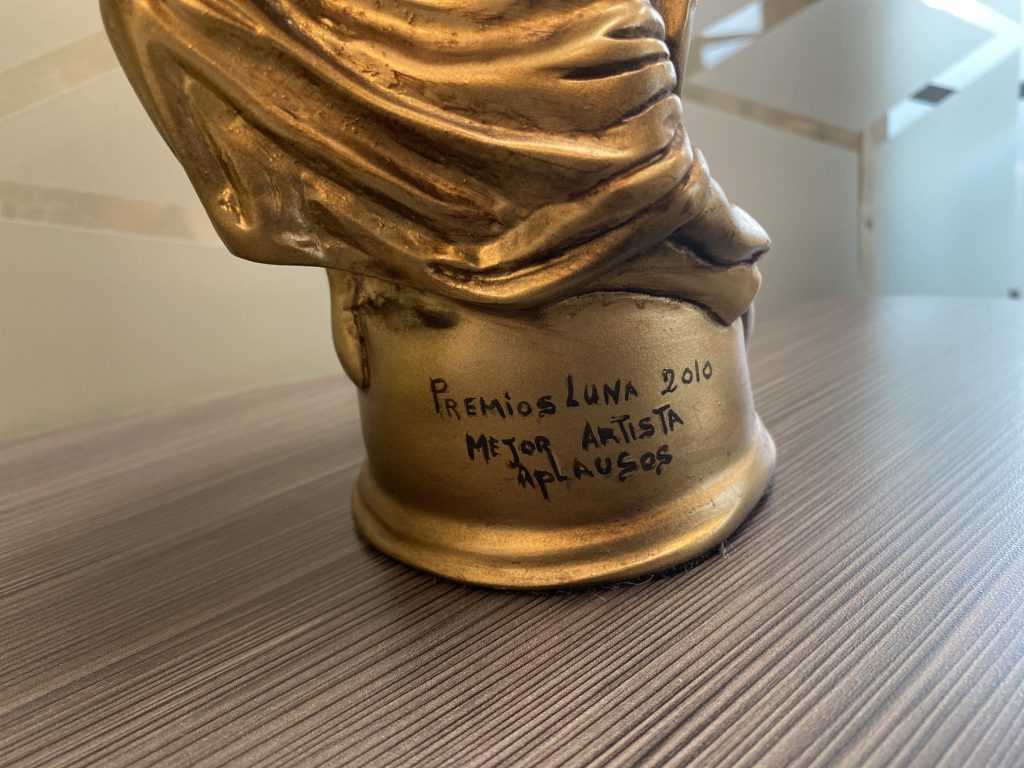 PREMIOS LUNA 2010
MEJOR ARTISTA
APLAUSOS